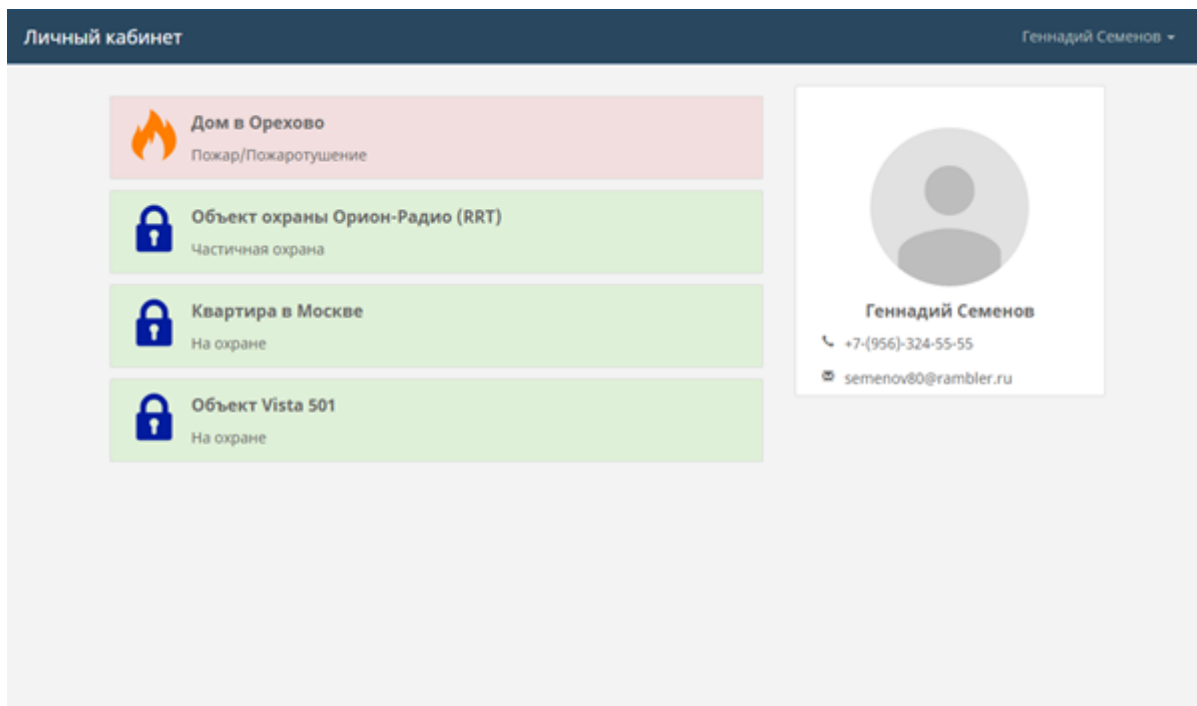 Личный кабинет
Геннадий Семенов
Дом в Орехово
Пожар/Пожаротушение
Объект охраны Орион-Радио (RRT)
Частичная охрана
Квартира в Москве
На охране
Объект Vista 501
На охране
Геннадий Семенов
+7-(956)-324-55-55
semenov80@rambler.ru